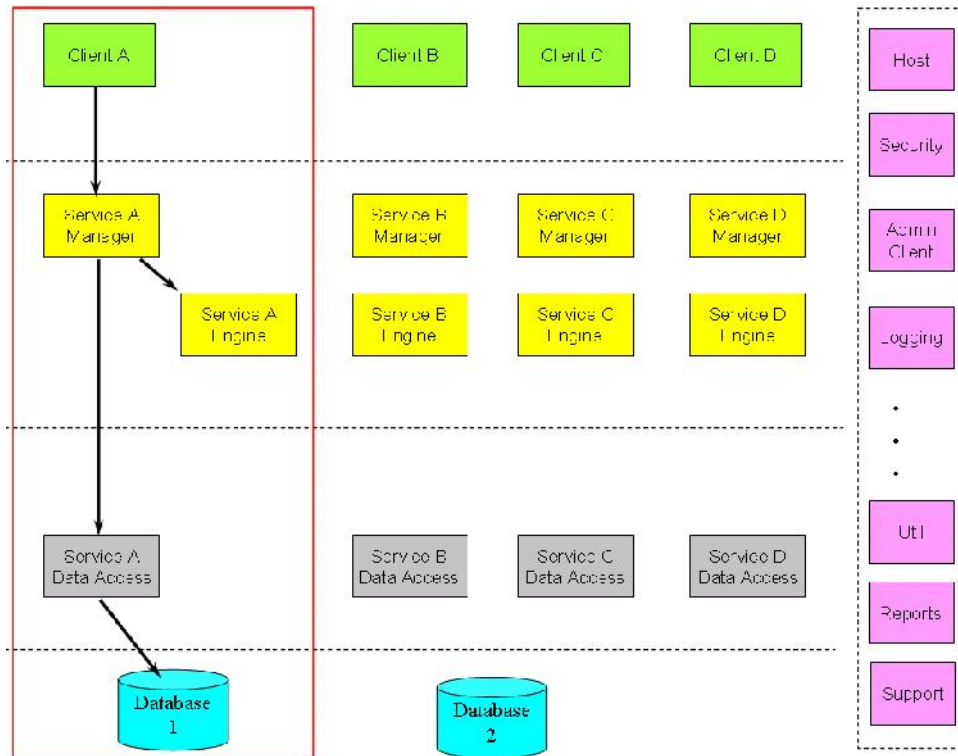 Client A
Client B
Client C
Client D
Host
Security
Service A
Manager
Service B
Manager
Service C
Manager
Service D
Manager
Admin
Client
Service A
Engine
Service B
Engine
Service C
Engine
Service D
Engine
Logging
Service A
Data Access
Service B
Data Access
Service C
Data Access
Service D
Data Access
Util
Reports
Support
Database
1
Database
2